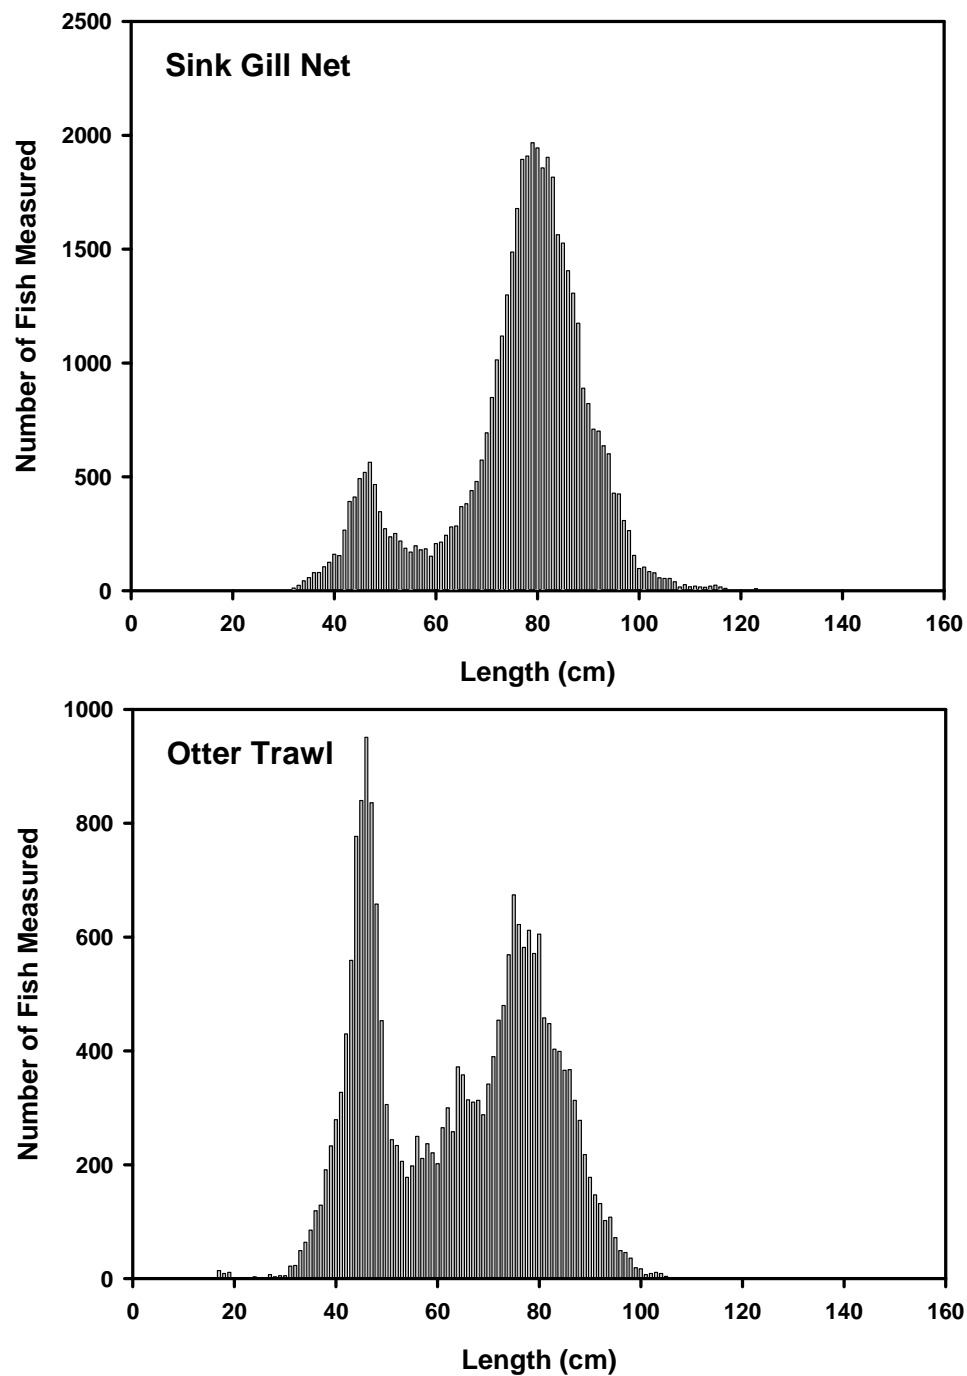 2500
Sink Gill Net
2000
1500
1000
500
0
Number of Fish Measured
0 20 40 60 80 100 120 140 160
Length (cm)
1000
Otter Trawl
800
600
400
200
0
Number of Fish Measured
0 20 40 60 80 100 120 140 160
Length (cm)